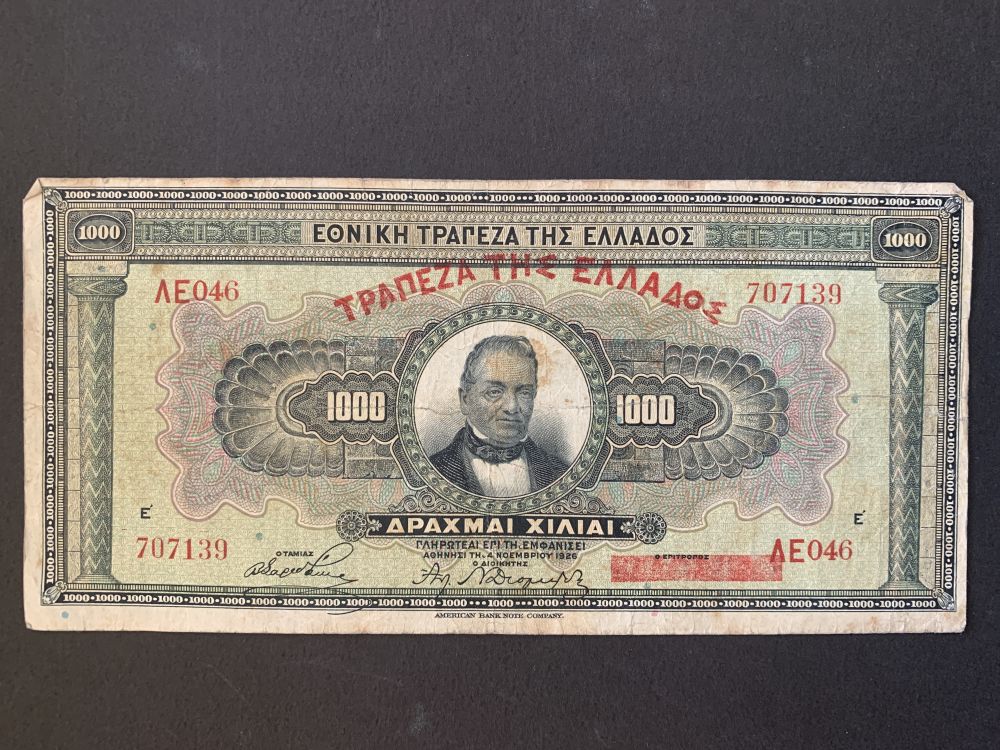 1000 ΕΘΝΙΚΗ ΤΡΑΠΕΖΑ ΤΗΣ ΕΛΛΑΔΟΣ 1000
ΤΡΑΠΕΖΑ ΤΗΣ ΕΛΛΑΔΟΣ
ΛΕ046 707139
1000 1000
Ε΄ Ε΄
ΔΡΑΧΜΑΙ ΧΙΛΙΑΙ
ΠΛΗΡΩΤΕΑΙ ΕΠΙ ΤΗ ΕΜΦΑΝΙΣΕΙ
ΑΘΗΝΗΣΙ ΤΗ. 4. ΝΟΕΜΒΡΙΟΥ 1926
707139 ΛΕ046
Ο ΤΑΜΙΑΣ Ο ΔΙΟΙΚΗΤΗΣ Ο ΕΠΙΤΡΟΠΟΣ
AMERICAN BANK NOTE COMPANY.